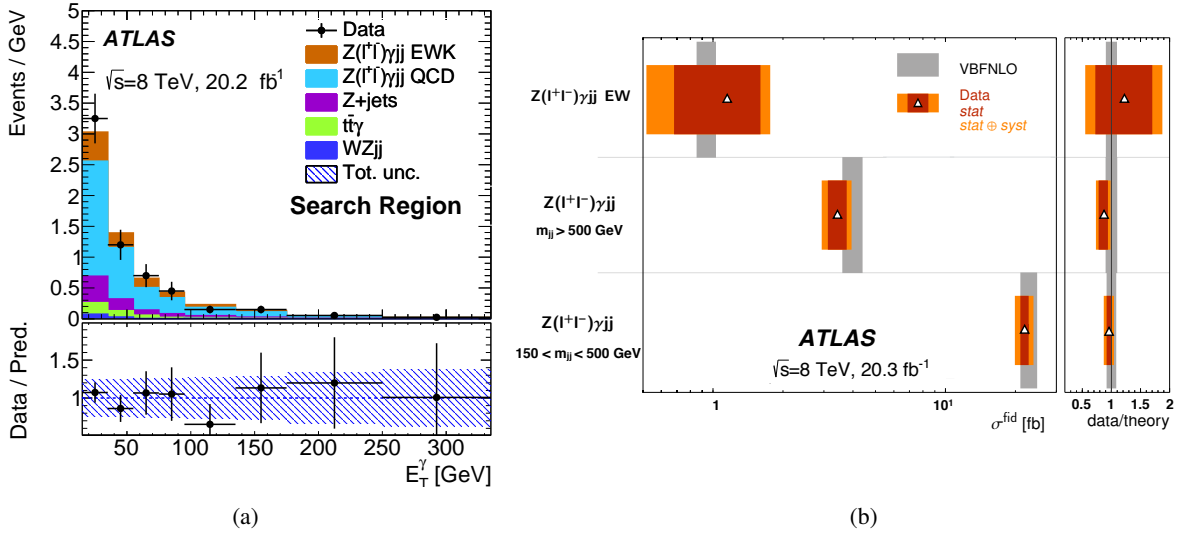 5
4.5
4
3.5
3
2.5
2
1.5
1
0.5
0
Events / GeV
ATLAS
√s=8 TeV, 20.2 fb-1
Data
Z(l+l-)γjj EWK
Z(l+l-)γjj QCD
Z+jets
tt̄γ
WZjj
Tot. unc.
Search Region
1.5
1
Data / Pred.
50 100 150 200 250 300
E_T^γ [GeV]
(a)
Z(l+l-)γjj EW
Z(l+l-)γjj
m_jj > 500 GeV
Z(l+l-)γjj
150 < m_jj < 500 GeV
VBFNLO
Data
stat
stat ⊕ syst
ATLAS
√s=8 TeV, 20.3 fb-1
1 10¹
σ^fid [fb]
0.5 1 1.5 2
data/theory
(b)